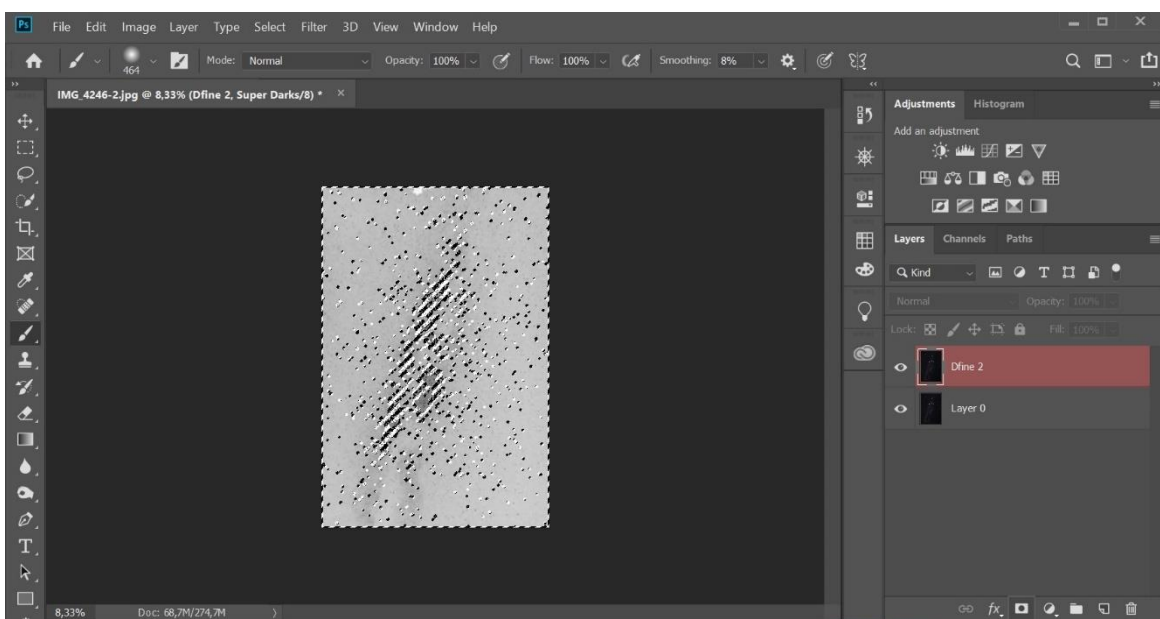 Ps File Edit Image Layer Type Select Filter 3D View Window Help
464 Mode: Normal Opacity: 100% Flow: 100% Smoothing: 8%
IMG_4246-2.jpg @ 8,33% (Dfine 2, Super Darks/8) * ×
Adjustments Histogram
Add an adjustment
Layers Channels Paths
Kind
Normal Opacity: 100%
Lock: Fill: 100%
Dfine 2
Layer 0
8,33% Doc: 68,7M/274,7M